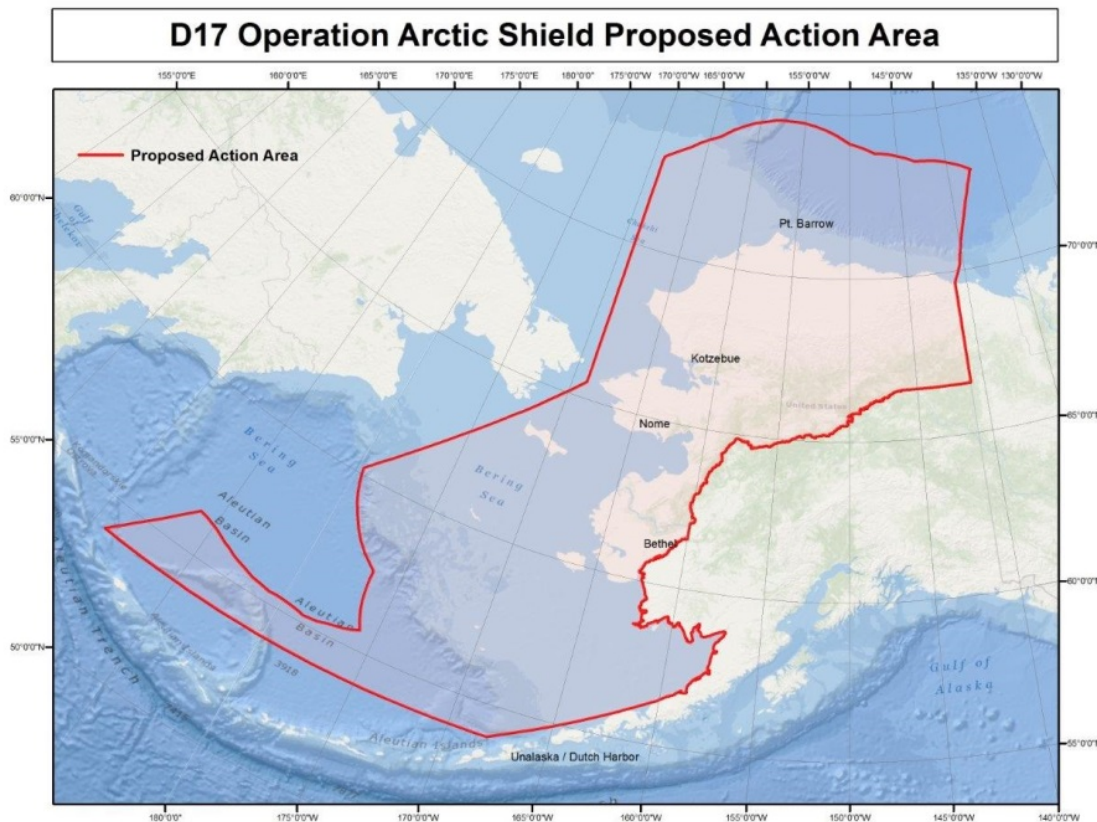 D17 Operation Arctic Shield Proposed Action Area
155°0'0"E 160°0'0"E 165°0'0"E 170°0'0"E 175°0'0"E 180°0'0" 175°0'0"W 170°0'0"W 165°0'0"W 155°0'0"W 145°0'0"W 135°0'0"W 130°0'0"W
Proposed Action Area
60°0'0"N
Gulf
of
Chukchi
Sea
Pt. Barrow
70°0'0"N
Kotzebue
United States
Nome
65°0'0"N
55°0'0"N
Bering
Sea
Bering
Sea
Aleutian
Basin
Bethel
60°0'0"N
Aleutian
Basin
50°0'0"N
Aleutian Trench
3918
Gulf of
Alaska
Aleutian Islands
Unalaska / Dutch Harbor
55°0'0"N
180°0'0" 175°0'0"W 170°0'0"W 165°0'0"W 160°0'0"W 155°0'0"W 150°0'0"W 145°0'0"W 140°0'0"W